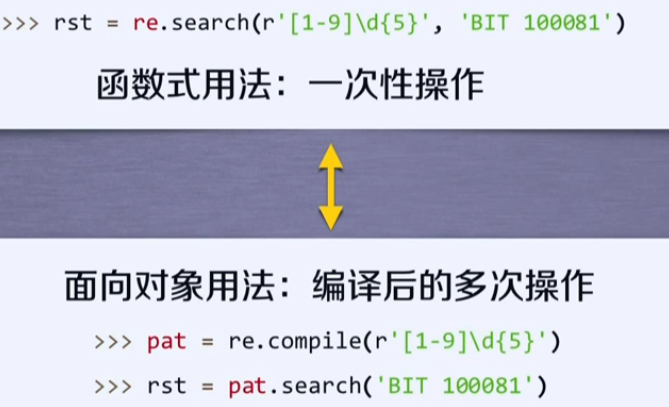 >>> rst = re.search(r'[1-9]\d{5}', 'BIT 100081')
函数式用法：一次性操作
面向对象用法：编译后的多次操作
>>> pat = re.compile(r'[1-9]\d{5}')
>>> rst = pat.search('BIT 100081')